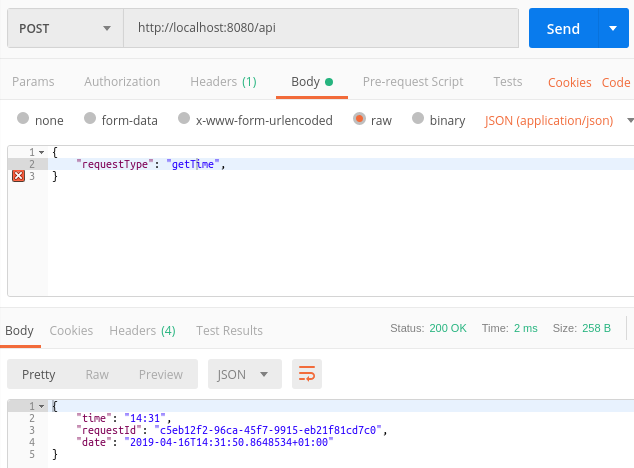 POST http://localhost:8080/api Send
Params Authorization Headers (1) Body Pre-request Script Tests Cookies Code
none form-data x-www-form-urlencoded raw binary JSON (application/json)
1 {
2 "requestType": "getTime",
3 }
Body Cookies Headers (4) Test Results Status: 200 OK Time: 2 ms Size: 258 B
Pretty Raw Preview JSON
1 {
2 "time": "14:31",
3 "requestId": "c5eb12f2-96ca-45f7-9915-eb21f81cd7c0",
4 "date": "2019-04-16T14:31:50.8648534+01:00"
5 }